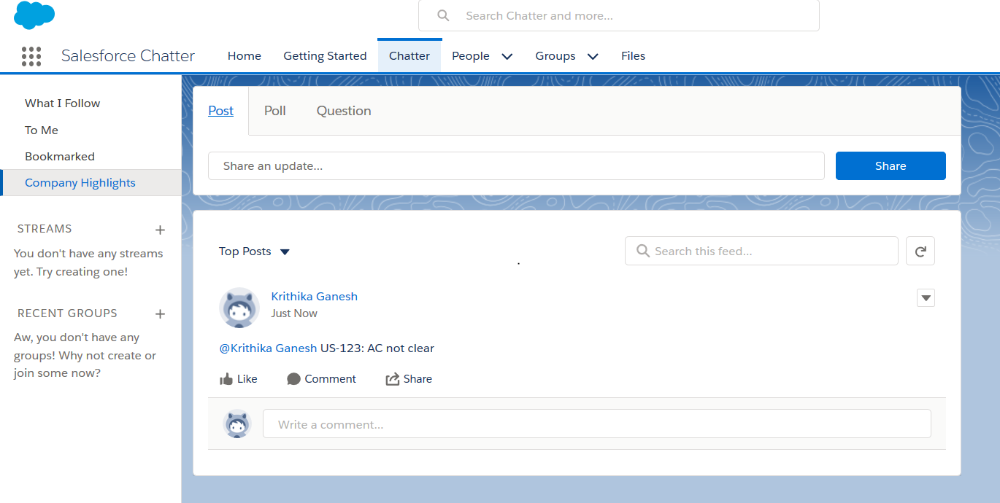 Search Chatter and more...
Salesforce Chatter Home Getting Started Chatter People Groups Files
What I Follow
To Me
Bookmarked
Company Highlights
STREAMS
You don't have any streams
yet. Try creating one!
RECENT GROUPS
Aw, you don't have any
groups! Why not create or
join some now?
Post Poll Question
Share an update... Share
Top Posts Search this feed...
.
Krithika Ganesh
Just Now
@Krithika Ganesh US-123: AC not clear
Like Comment Share
Write a comment...